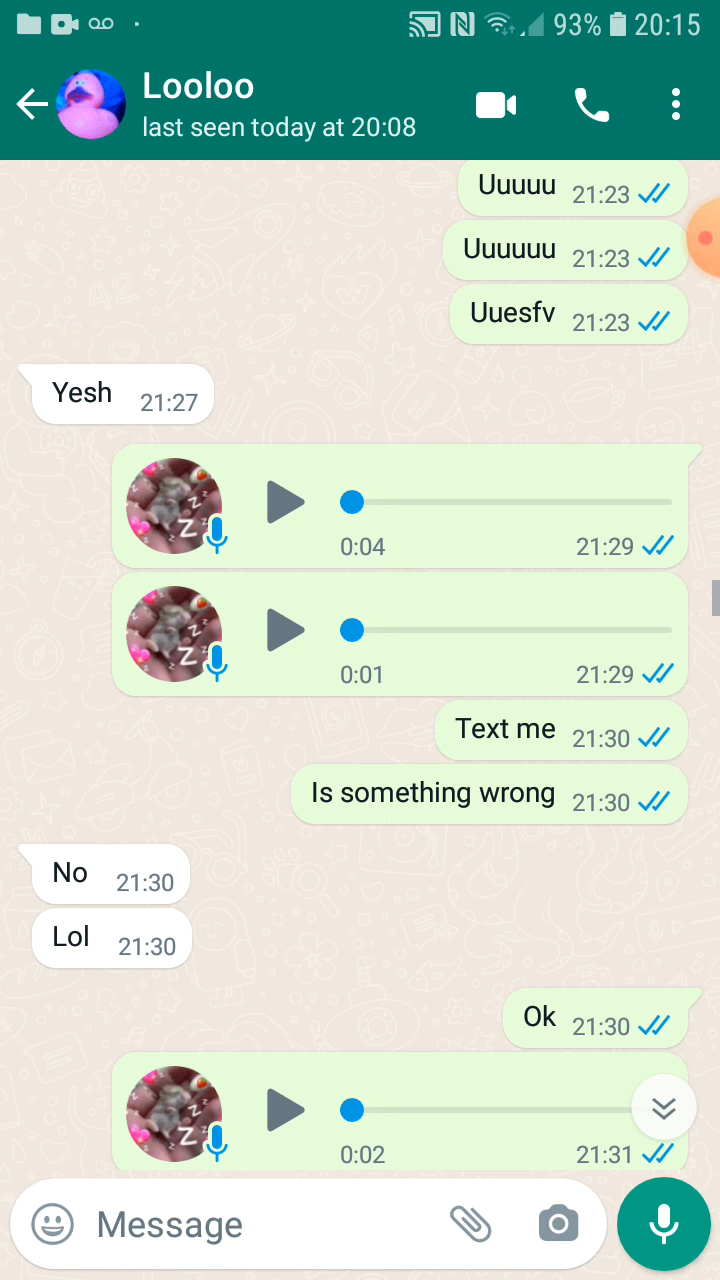 93% 20:15
Looloo
last seen today at 20:08
Uuuuu 21:23
Uuuuuu 21:23
Uuesfv 21:23
Yesh 21:27
0:04 21:29
0:01 21:29
Text me 21:30
Is something wrong 21:30
No 21:30
Lol 21:30
Ok 21:30
0:02 21:31
Message